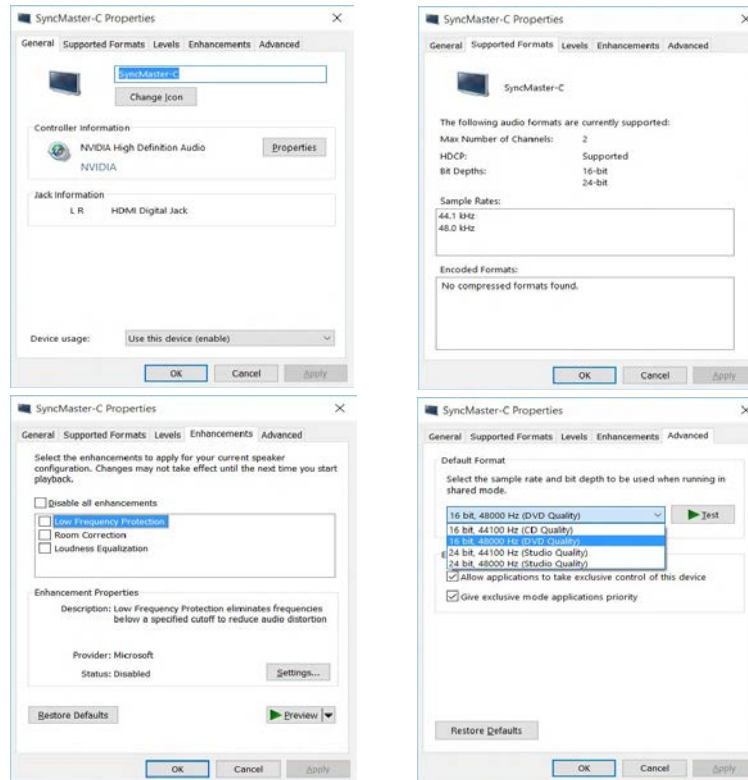 SyncMaster-C Properties
General Supported Formats Levels Enhancements Advanced
SyncMaster-C
Change Icon
Controller Information
NVIDIA High Definition Audio
Properties
NVIDIA
Jack Information
L R HDMI Digital Jack
Device usage: Use this device (enable)
OK Cancel Apply
SyncMaster-C Properties
General Supported Formats Levels Enhancements Advanced
SyncMaster-C
The following audio formats are currently supported:
Max Number of Channels: 2
HDCP: Supported
Bit Depths: 16-bit
24-bit
Sample Rates:
44.1 kHz
48.0 kHz
Encoded Formats:
No compressed formats found.
OK Cancel Apply
SyncMaster-C Properties
General Supported Formats Levels Enhancements Advanced
Select the enhancements to apply for your current speaker
configuration. Changes may not take effect until the next time you start
playback.
Disable all enhancements
Low Frequency Protection
Room Correction
Loudness Equalization
Enhancement Properties
Description: Low Frequency Protection eliminates frequencies
below a specified cutoff to reduce audio distortion
Provider: Microsoft
Status: Disabled
Settings...
Restore Defaults
Preview
OK Cancel Apply
SyncMaster-C Properties
General Supported Formats Levels Enhancements Advanced
Default Format
Select the sample rate and bit depth to be used when running in
shared mode.
16 bit, 48000 Hz (DVD Quality)
Test
16 bit, 44100 Hz (CD Quality)
16 bit, 48000 Hz (DVD Quality)
24 bit, 44100 Hz (Studio Quality)
24 bit, 48000 Hz (Studio Quality)
Allow applications to take exclusive control of this device
Give exclusive mode applications priority
Restore Defaults
OK Cancel Apply